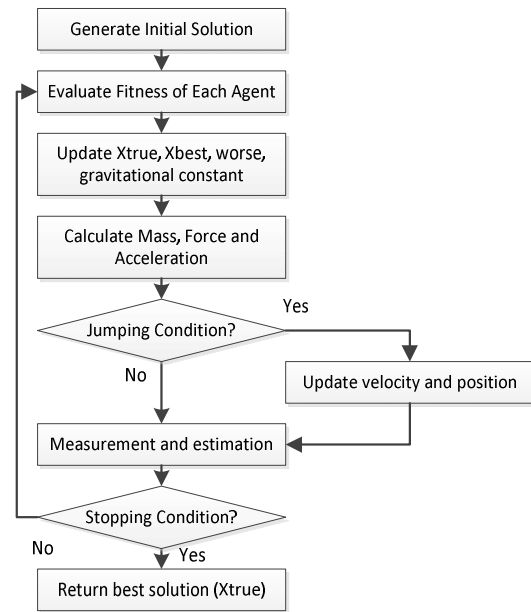 Generate Initial Solution
Evaluate Fitness of Each Agent
Update Xtrue, Xbest, worse,
gravitational constant
Calculate Mass, Force and
Acceleration
Yes
Jumping Condition?
No
Update velocity and position
Measurement and estimation
Stopping Condition?
No
Yes
Return best solution (Xtrue)